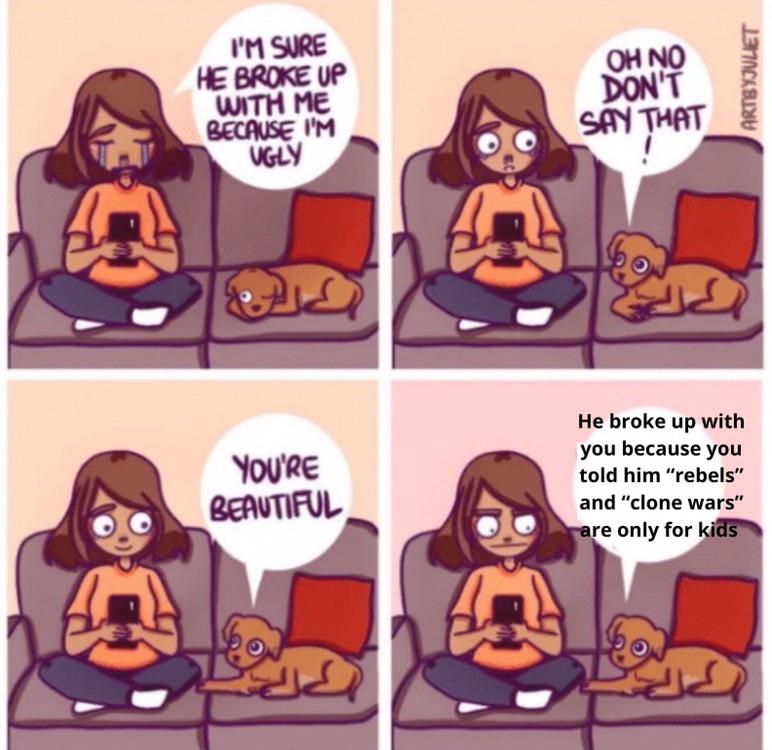 I'M SURE
HE BROKE UP
WITH ME
BECAUSE I'M
UGLY
OH NO
DON'T
SAY THAT
!
ARTBYJULIET
YOU'RE
BEAUTIFUL
He broke up with
you because you
told him “rebels”
and “clone wars”
are only for kids